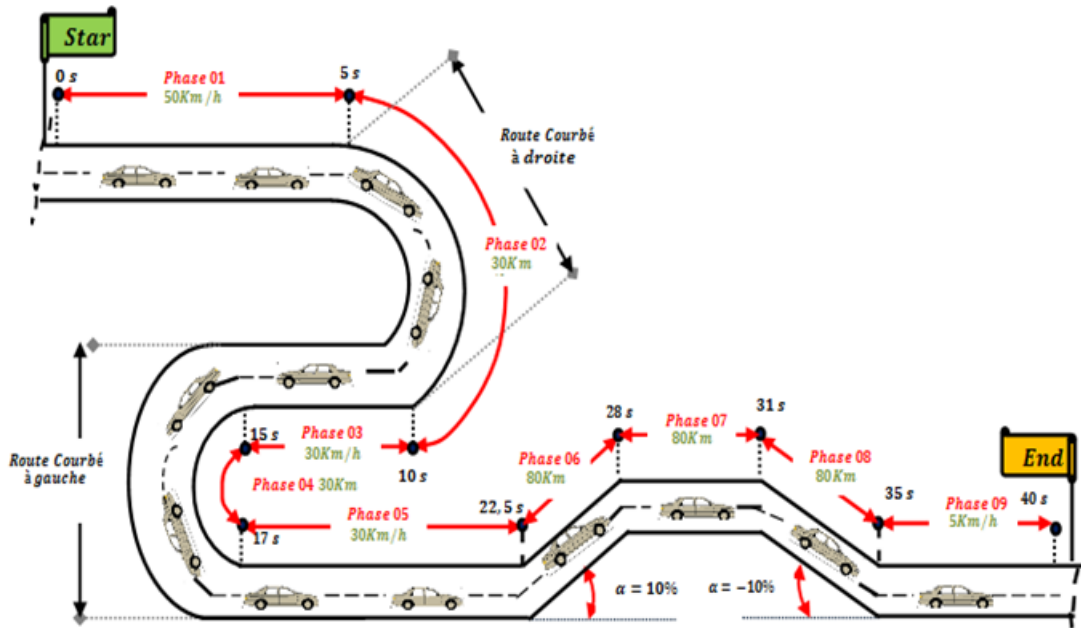 Star
0 s
Phase 01
50Km/h
5 s
Route Courbé
à droite
Phase 02
30Km
Route Courbé
à gauche
15 s
Phase 03
30Km/h
10 s
Phase 04 30Km
17 s
Phase 05
30Km/h
22,5 s
Phase 06
80Km
28 s
Phase 07
80Km
31 s
Phase 08
80Km
35 s
Phase 09
5Km/h
40 s
End
α = 10%
α = −10%